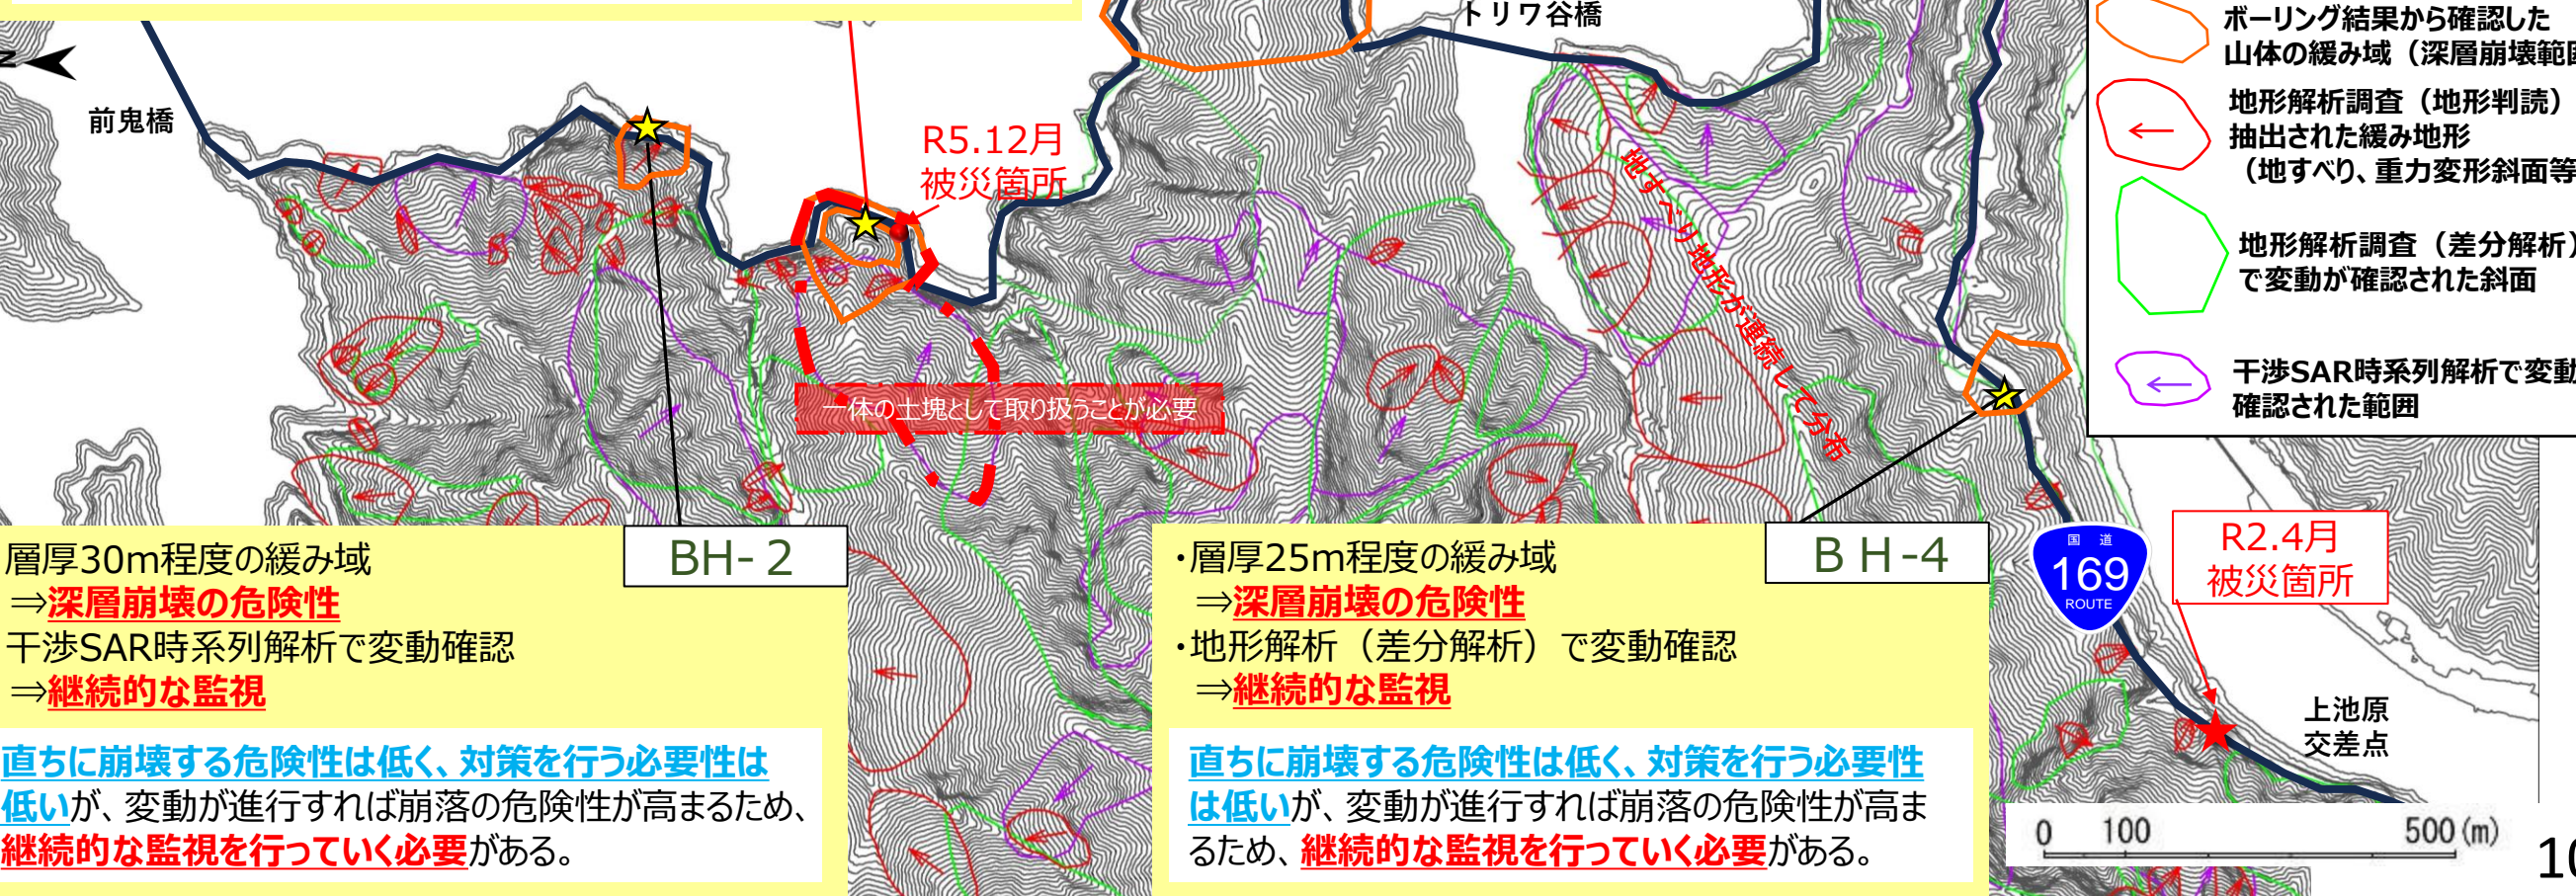 トリワ谷橋
N
前鬼橋
R5.12月
被災箇所
地すべり地形が連続して分布
一体の土塊として取り扱うことが必要
ボーリング結果から確認した
山体の緩み域（深層崩壊範囲
地形解析調査（地形判読）
抽出された緩み地形
（地すべり、重力変形斜面等
地形解析調査（差分解析）
で変動が確認された斜面
干渉SAR時系列解析で変動
確認された範囲
BH-２
層厚30m程度の緩み域
⇒深層崩壊の危険性
干渉SAR時系列解析で変動確認
⇒継続的な監視
直ちに崩壊する危険性は低く、対策を行う必要性は
低いが、変動が進行すれば崩落の危険性が高まるため、
継続的な監視を行っていく必要がある。
ＢＨ-4
・層厚25m程度の緩み域
⇒深層崩壊の危険性
・地形解析（差分解析）で変動確認
⇒継続的な監視
直ちに崩壊する危険性は低く、対策を行う必要性
は低いが、変動が進行すれば崩落の危険性が高ま
るため、継続的な監視を行っていく必要がある。
国道
169
ROUTE
R2.4月
被災箇所
上池原
交差点
0 100 500(m)
10